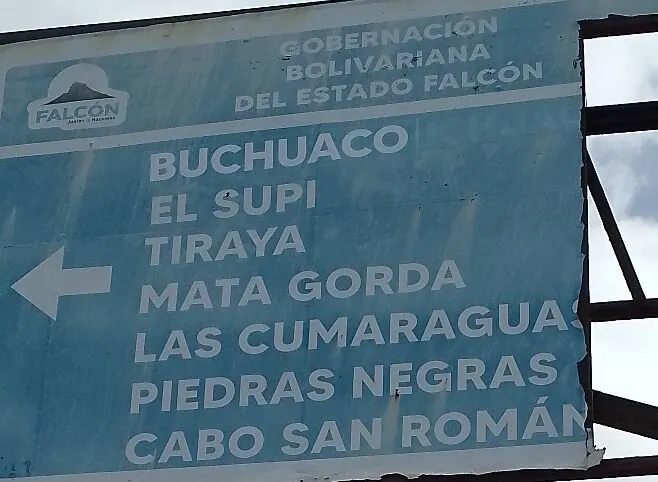 GOBERNACIÓN
BOLIVARIANA
DEL ESTADO FALCÓN
FALCÓN
BUCHUACO
EL SUPI
TIRAYA
MATA GORDA
LAS CUMARAGUAS
PIEDRAS NEGRAS
CABO SAN ROMÁN